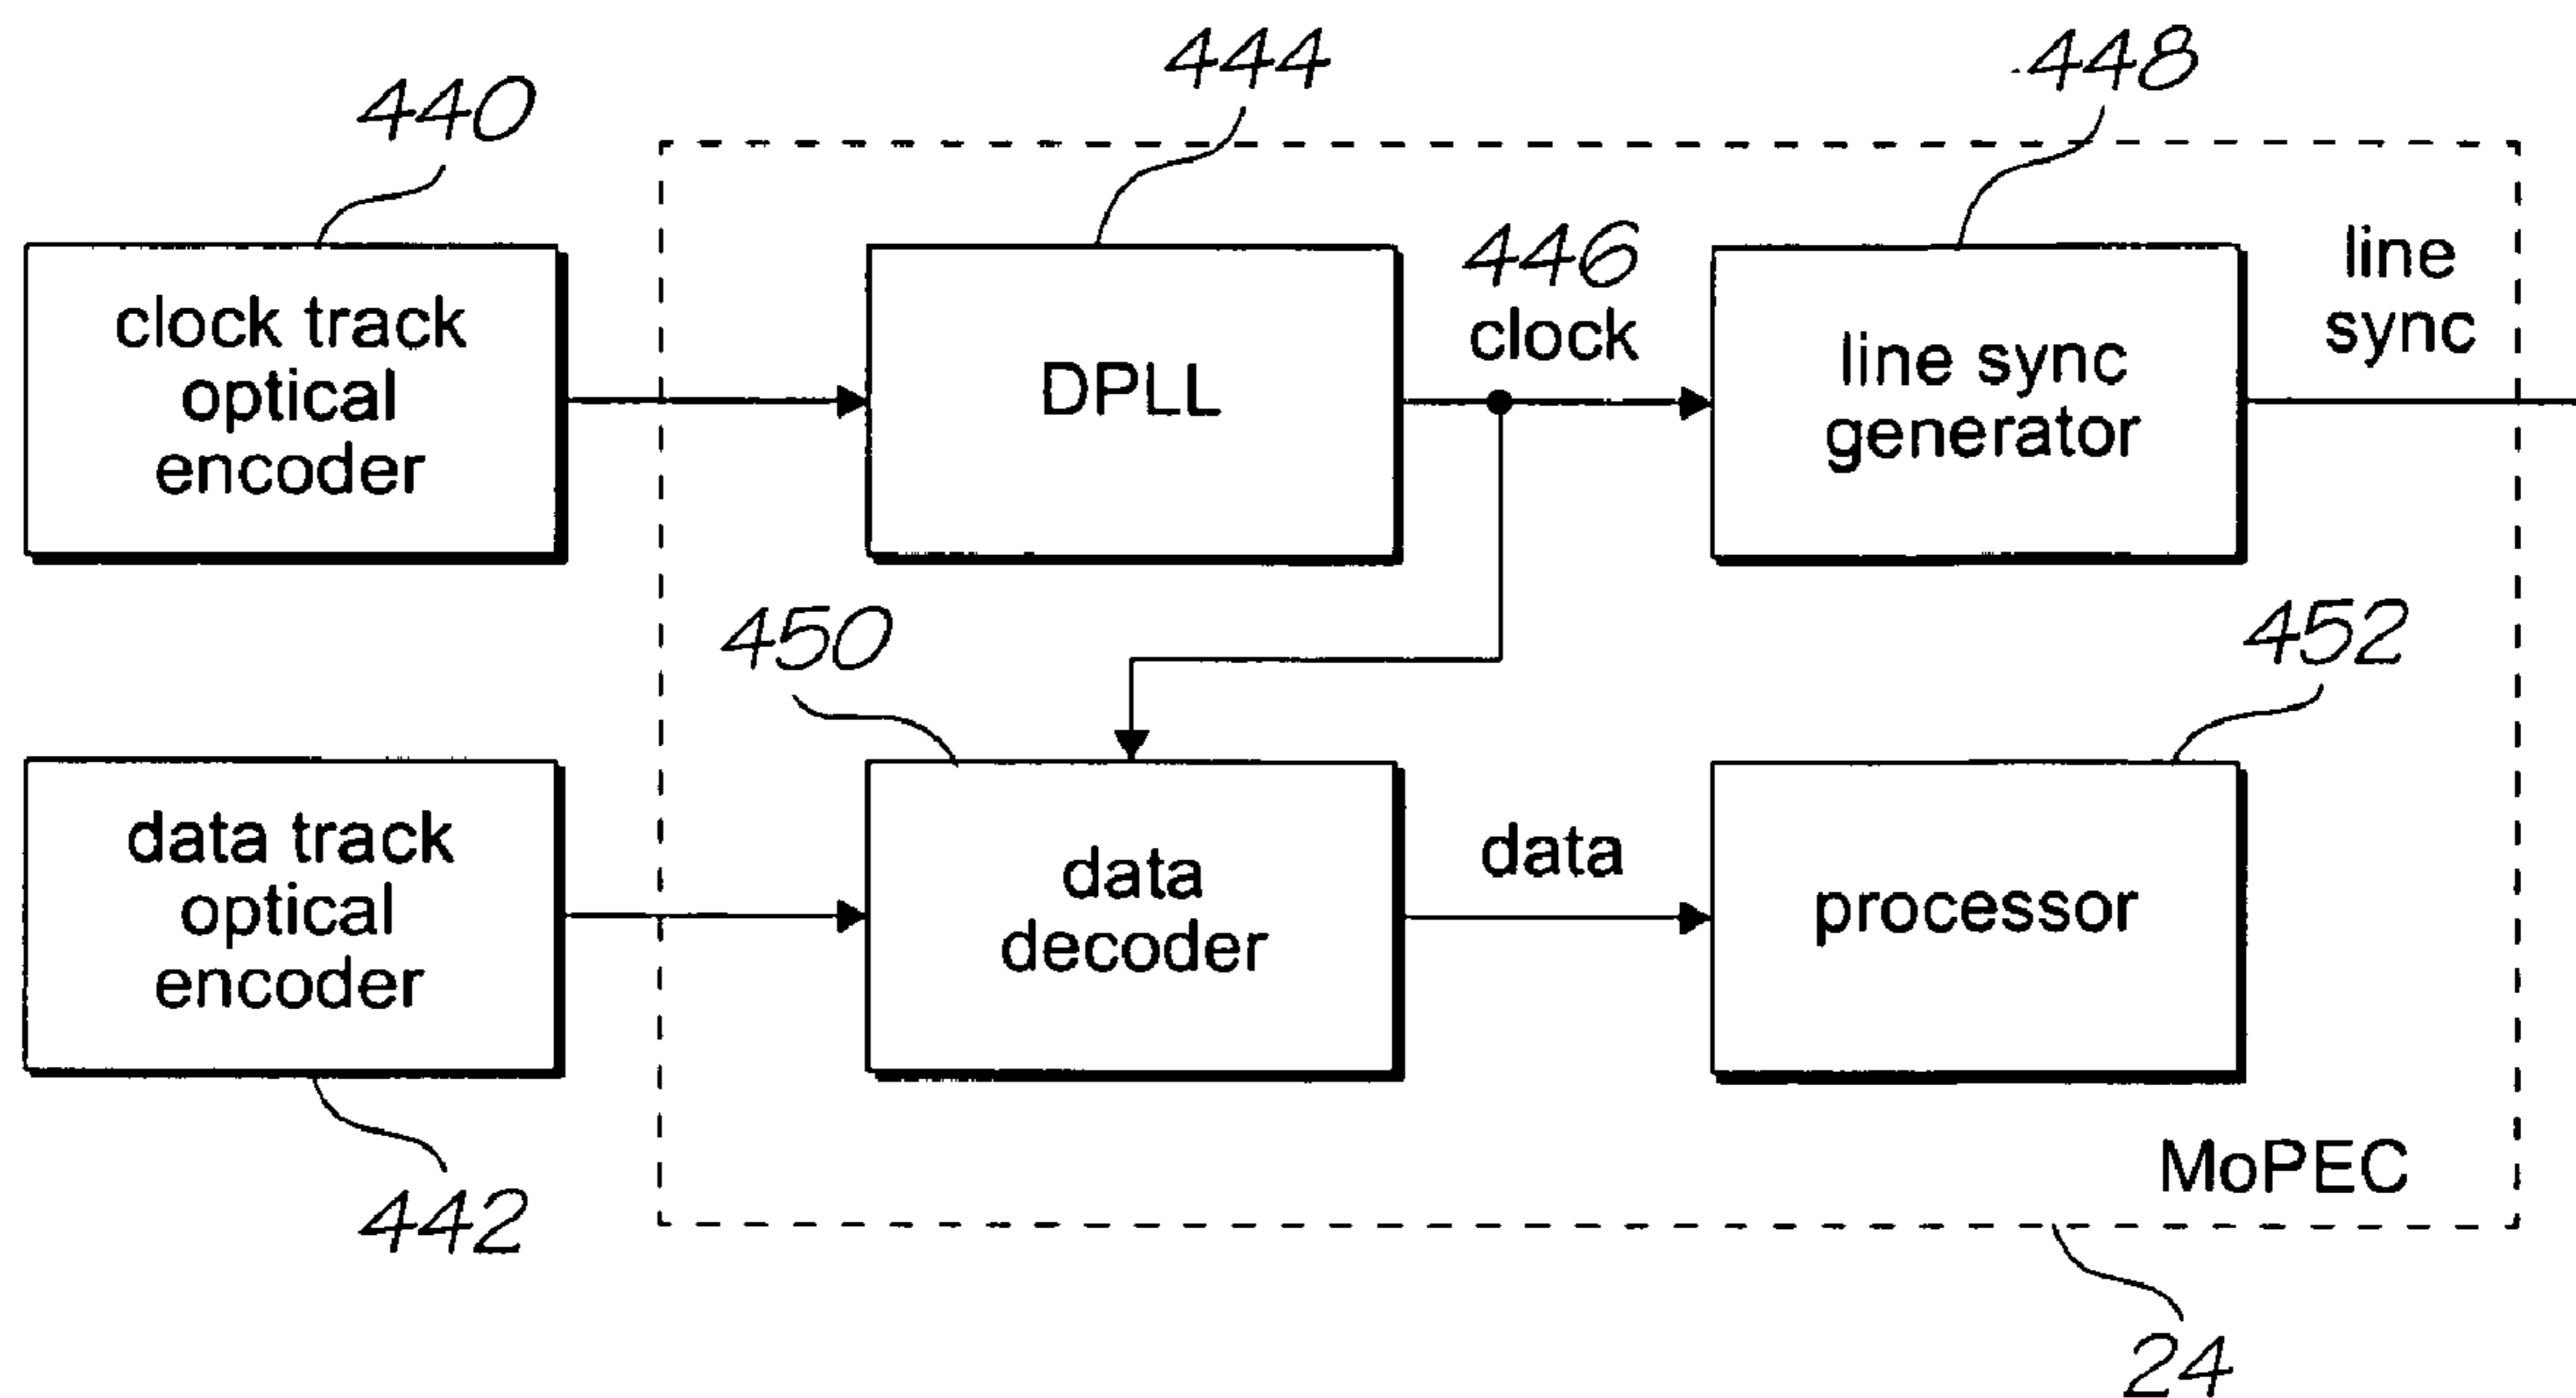 440
444
448
clock track
optical
encoder
DPLL
446
clock
line sync
generator
line
sync
450
452
data track
optical
encoder
data
decoder
data
processor
MoPEC
442
24